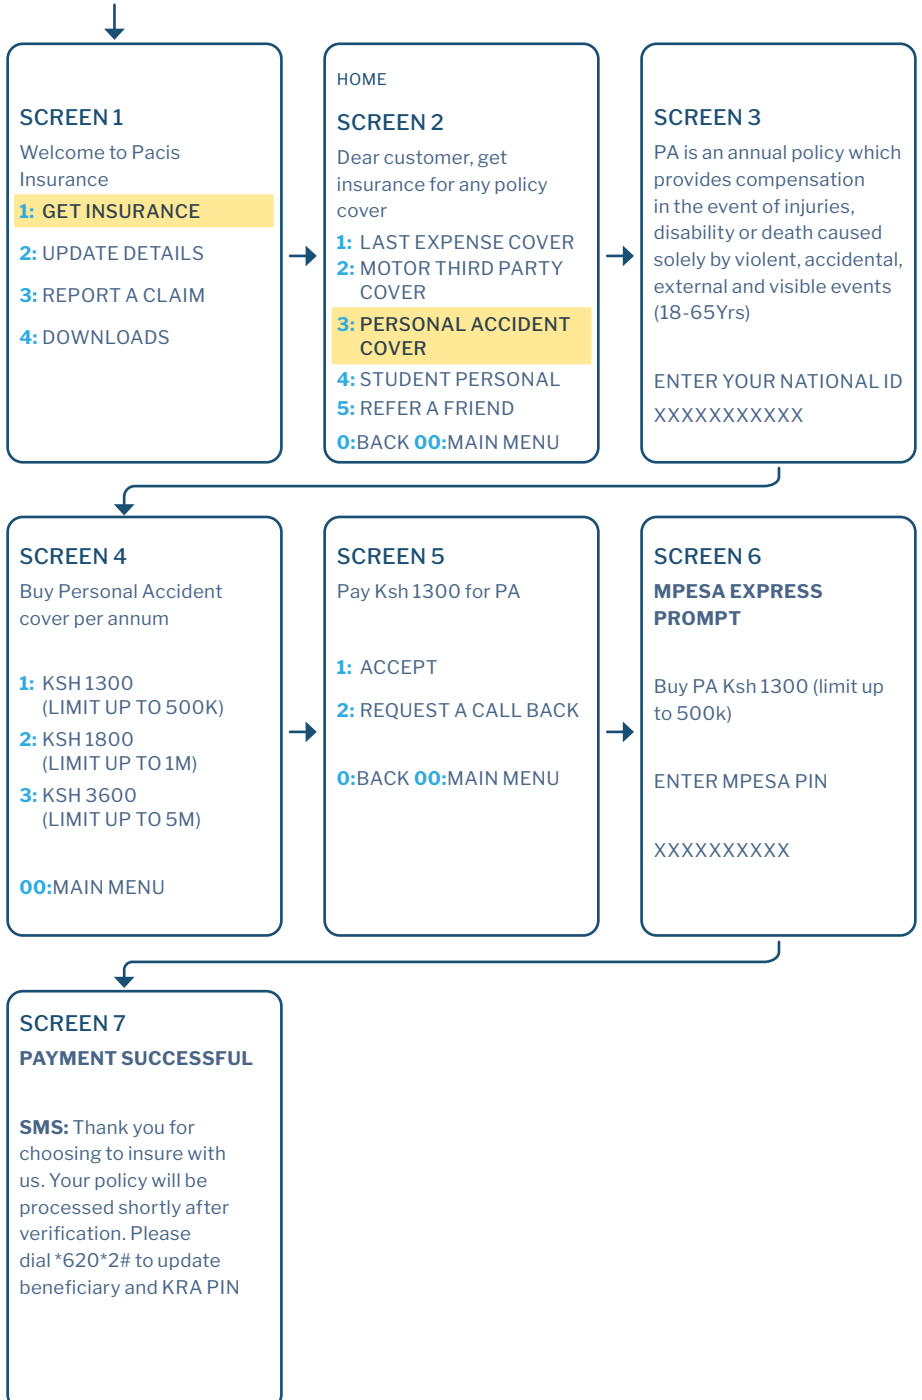 SCREEN 1
Welcome to Pacis
Insurance
1: GET INSURANCE
2: UPDATE DETAILS
3: REPORT A CLAIM
4: DOWNLOADS
HOME
SCREEN 2
Dear customer, get
insurance for any policy
cover
1: LAST EXPENSE COVER
2: MOTOR THIRD PARTY
COVER
3: PERSONAL ACCIDENT
COVER
4: STUDENT PERSONAL
5: REFER A FRIEND
0:BACK 00:MAIN MENU
SCREEN 3
PA is an annual policy which
provides compensation
in the event of injuries,
disability or death caused
solely by violent, accidental,
external and visible events
(18-65Yrs)
ENTER YOUR NATIONAL ID
XXXXXXXXXXX
SCREEN 4
Buy Personal Accident
cover per annum
1: KSH 1300
(LIMIT UP TO 500K)
2: KSH 1800
(LIMIT UP TO 1M)
3: KSH 3600
(LIMIT UP TO 5M)
00:MAIN MENU
SCREEN 5
Pay Ksh 1300 for PA
1: ACCEPT
2: REQUEST A CALL BACK
0:BACK 00:MAIN MENU
SCREEN 6
MPESA EXPRESS
PROMPT
Buy PA Ksh 1300 (limit up
to 500k)
ENTER MPESA PIN
XXXXXXXXXX
SCREEN 7
PAYMENT SUCCESSFUL
SMS: Thank you for
choosing to insure with
us. Your policy will be
processed shortly after
verification. Please
dial *620*2# to update
beneficiary and KRA PIN